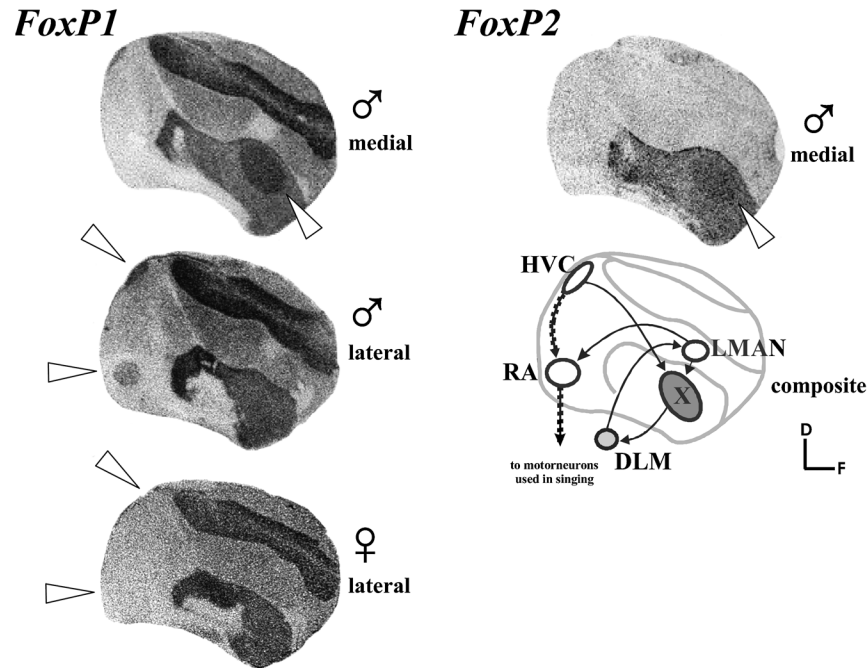 FoxP1
♂
medial
♂
lateral
♀
lateral
FoxP2
♂
medial
HVC
LMAN
RA
X
composite
DLM
to motorneurons
used in singing
D
F